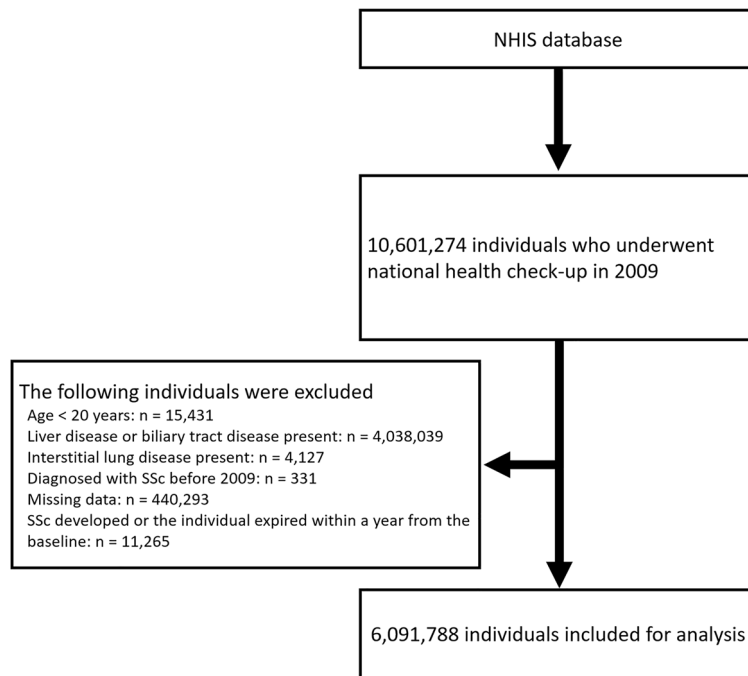 NHIS database
10,601,274 individuals who underwent
national health check-up in 2009
The following individuals were excluded
Age < 20 years: n = 15,431
Liver disease or biliary tract disease present: n = 4,038,039
Interstitial lung disease present: n = 4,127
Diagnosed with SSc before 2009: n = 331
Missing data: n = 440,293
SSc developed or the individual expired within a year from the
baseline: n = 11,265
6,091,788 individuals included for analysis